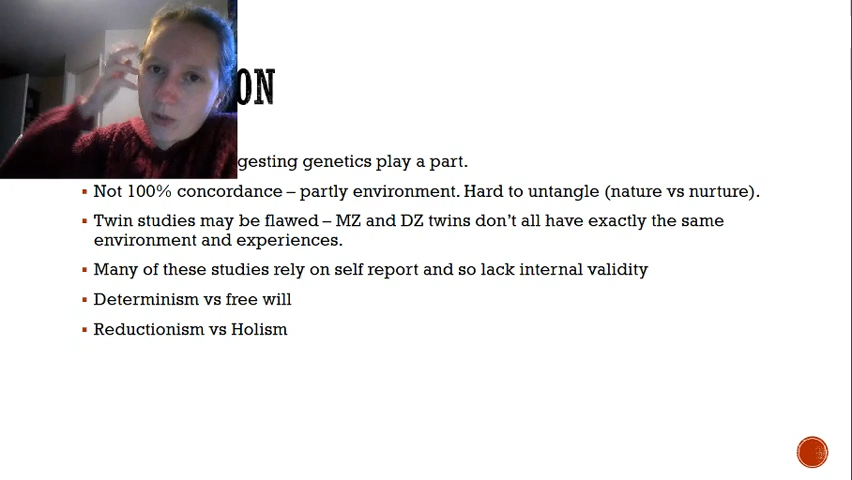 ON
gesting genetics play a part.
Not 100% concordance – partly environment. Hard to untangle (nature vs nurture).
Twin studies may be flawed – MZ and DZ twins don't all have exactly the same
environment and experiences.
Many of these studies rely on self report and so lack internal validity
Determinism vs free will
Reductionism vs Holism